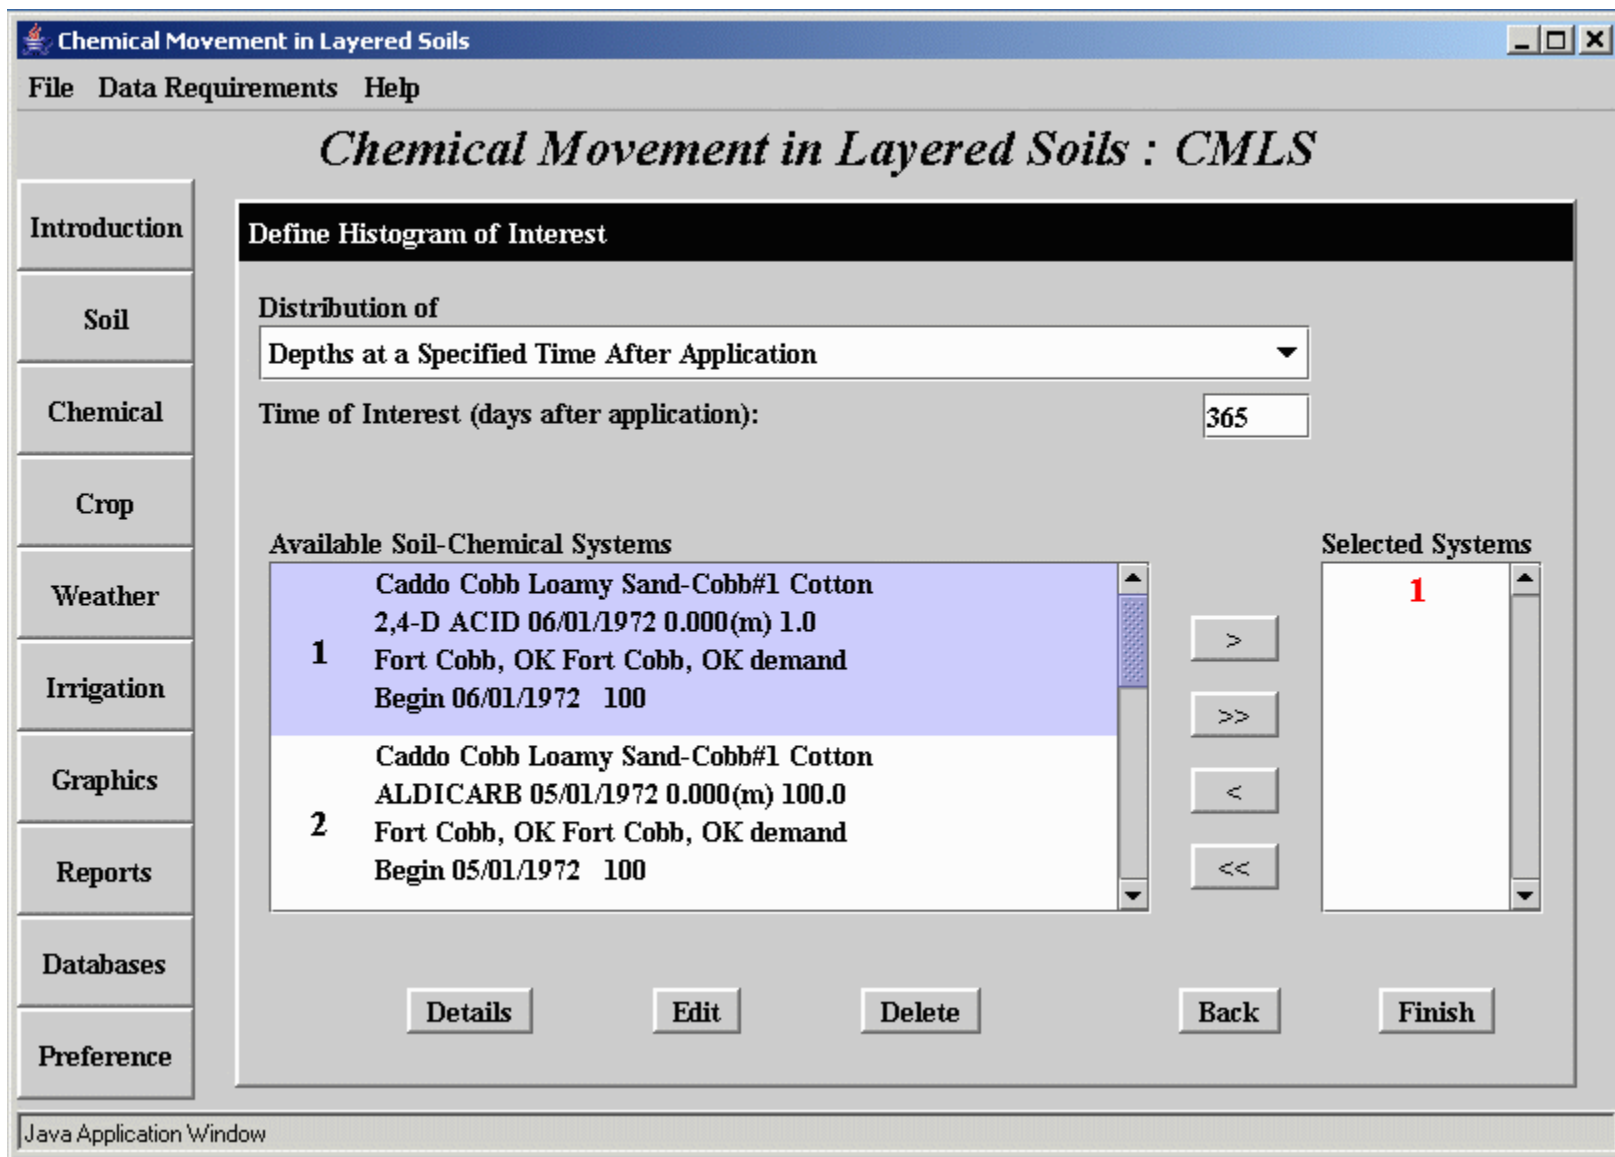 Chemical Movement in Layered Soils
File Data Requirements Help
Chemical Movement in Layered Soils : CMLS
Introduction
Soil
Chemical
Crop
Weather
Irrigation
Graphics
Reports
Databases
Preference
Define Histogram of Interest
Distribution of
Depths at a Specified Time After Application
Time of Interest (days after application): 365
Available Soil-Chemical Systems
1
Caddo Cobb Loamy Sand-Cobb#1 Cotton
2,4-D ACID 06/01/1972 0.000(m) 1.0
Fort Cobb, OK Fort Cobb, OK demand
Begin 06/01/1972 100
2
Caddo Cobb Loamy Sand-Cobb#1 Cotton
ALDICARB 05/01/1972 0.000(m) 100.0
Fort Cobb, OK Fort Cobb, OK demand
Begin 05/01/1972 100
>
>>
<
<<
Selected Systems
1
Details Edit Delete Back Finish
Java Application Window